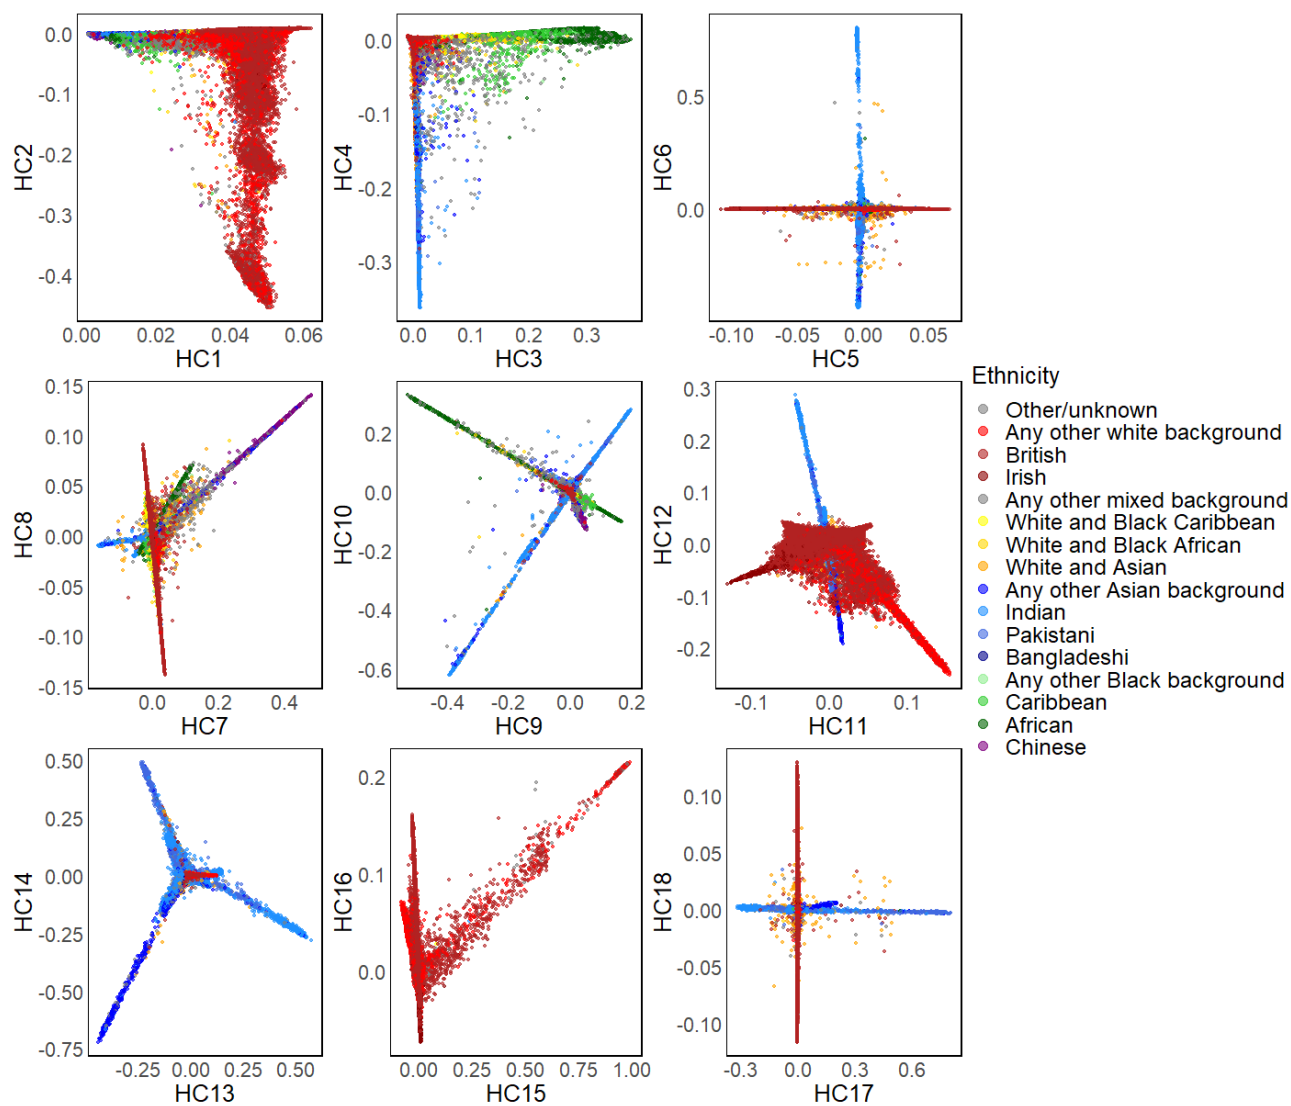 0.0
-0.1
-0.2
-0.3
-0.4
HC2
0.00 0.02 0.04 0.06
HC1
0.0
-0.1
-0.2
-0.3
HC4
0.0 0.1 0.2 0.3
HC3
0.5
0.0
HC6
-0.10 -0.05 0.00 0.05
HC5
0.15
0.10
0.05
0.00
-0.05
-0.10
-0.15
HC8
0.0 0.2 0.4
HC7
0.2
0.0
-0.2
-0.4
-0.6
HC10
-0.4 -0.2 0.0 0.2
HC9
0.3
0.2
0.1
0.0
-0.1
-0.2
HC12
-0.1 0.0 0.1
HC11
Ethnicity
Other/unknown
Any other white background
British
Irish
Any other mixed background
White and Black Caribbean
White and Black African
White and Asian
Any other Asian background
Indian
Pakistani
Bangladeshi
Any other Black background
Caribbean
African
Chinese
0.50
0.25
0.00
-0.25
-0.50
-0.75
HC14
-0.25 0.00 0.25 0.50
HC13
0.2
0.1
0.0
HC16
0.00 0.25 0.50 0.75 1.00
HC15
0.10
0.05
0.00
-0.05
-0.10
HC18
-0.3 0.0 0.3 0.6
HC17